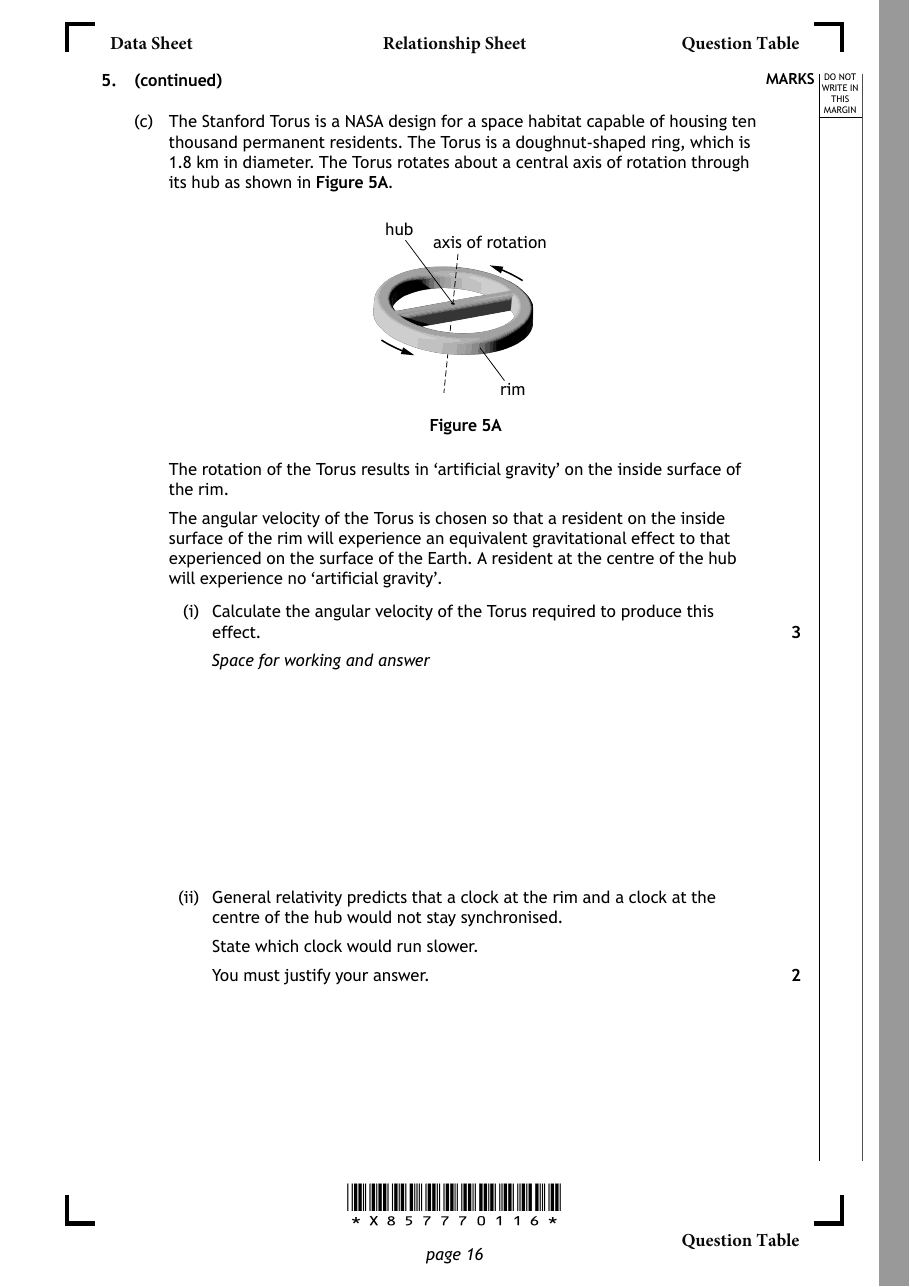 Data Sheet Relationship Sheet Question Table
5. (continued)
MARKS
DO NOT
WRITE IN
THIS
MARGIN
(c) The Stanford Torus is a NASA design for a space habitat capable of housing ten
thousand permanent residents. The Torus is a doughnut-shaped ring, which is
1.8 km in diameter. The Torus rotates about a central axis of rotation through
its hub as shown in Figure 5A.
hub
axis of rotation
rim
Figure 5A
The rotation of the Torus results in ‘artificial gravity’ on the inside surface of
the rim.
The angular velocity of the Torus is chosen so that a resident on the inside
surface of the rim will experience an equivalent gravitational effect to that
experienced on the surface of the Earth. A resident at the centre of the hub
will experience no ‘artificial gravity’.
(i) Calculate the angular velocity of the Torus required to produce this
effect. 3
Space for working and answer
(ii) General relativity predicts that a clock at the rim and a clock at the
centre of the hub would not stay synchronised.
State which clock would run slower.
You must justify your answer. 2
* X 8 5 7 7 7 0 1 1 6 *
Question Table
page 16